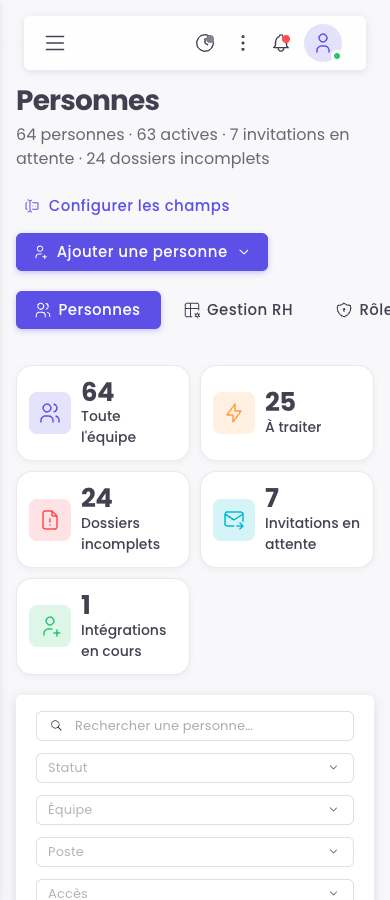 Personnes
64 personnes · 63 actives · 7 invitations en
attente · 24 dossiers incomplets
Configurer les champs
Ajouter une personne
Personnes
Gestion RH
Rôle
64
Toute
l'équipe
25
À traiter
24
Dossiers
incomplets
7
Invitations en
attente
1
Intégrations
en cours
Rechercher une personne...
Statut
Équipe
Poste
Accès